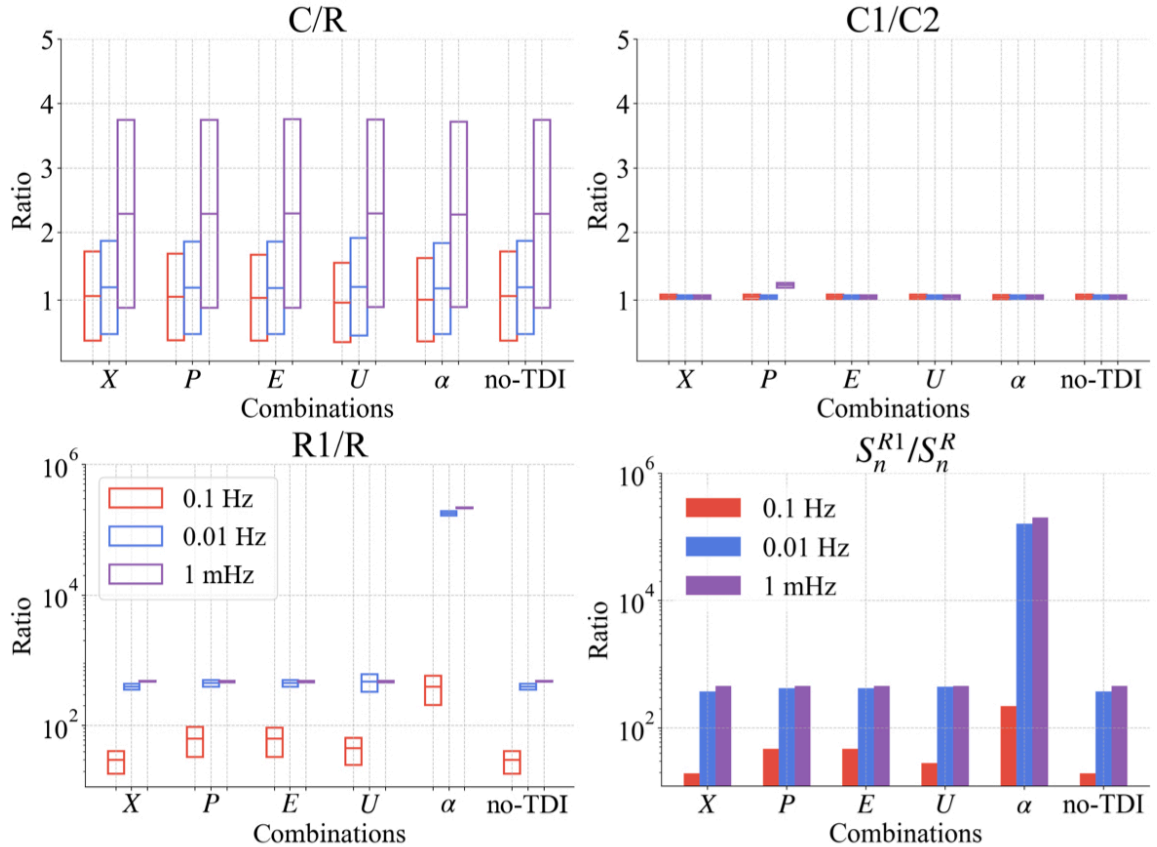 C/R
5
4
3
2
1
Ratio
X P E U α no-TDI
Combinations
C1/C2
5
4
3
2
1
Ratio
X P E U α no-TDI
Combinations
R1/R
10^6
10^4
10^2
Ratio
0.1 Hz
0.01 Hz
1 mHz
X P E U α no-TDI
Combinations
S_n^{R1}/S_n^R
10^6
10^4
10^2
Ratio
0.1 Hz
0.01 Hz
1 mHz
X P E U α no-TDI
Combinations